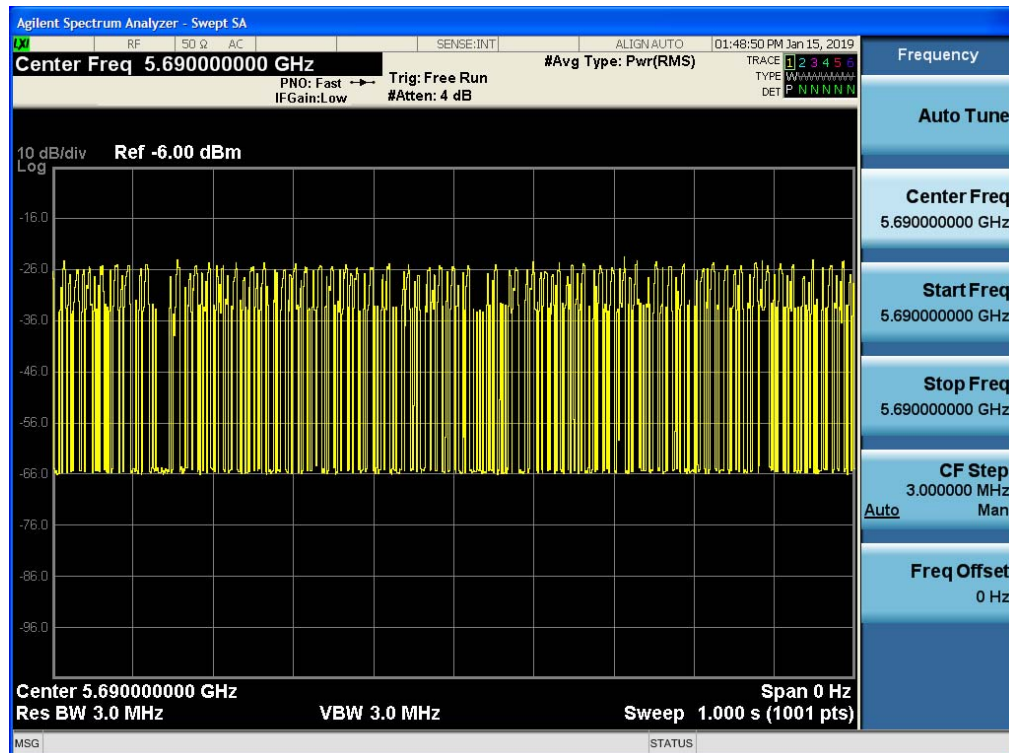 Agilent Spectrum Analyzer - Swept SA
LXI RF 50 Ω AC SENSE:INT ALIGN AUTO 01:48:50 PM Jan 15, 2019
Center Freq 5.690000000 GHz
PNO: Fast
IFGain:Low
Trig: Free Run
#Atten: 4 dB
#Avg Type: Pwr(RMS)
TRACE 1 2 3 4 5 6
TYPE
DET P N N N N N
10 dB/div
Log
Ref -6.00 dBm
-16.0
-26.0
-36.0
-46.0
-56.0
-66.0
-76.0
-86.0
-96.0
Center 5.690000000 GHz
Span 0 Hz
Res BW 3.0 MHz
VBW 3.0 MHz
Sweep 1.000 s (1001 pts)
MSG
STATUS
Frequency
Auto Tune
Center Freq
5.690000000 GHz
Start Freq
5.690000000 GHz
Stop Freq
5.690000000 GHz
CF Step
3.000000 MHz
Auto Man
Freq Offset
0 Hz